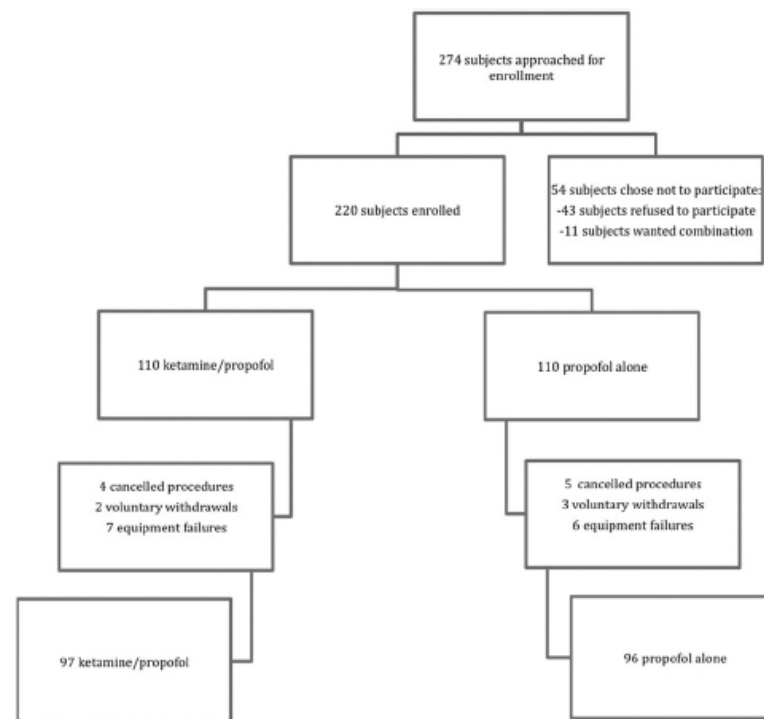 274 subjects approached for
enrollment
220 subjects enrolled
54 subjects chose not to participate:
-43 subjects refused to participate
-11 subjects wanted combination
110 ketamine/propofol
110 propofol alone
4 cancelled procedures
2 voluntary withdrawals
7 equipment failures
5 cancelled procedures
3 voluntary withdrawals
6 equipment failures
97 ketamine/propofol
96 propofol alone